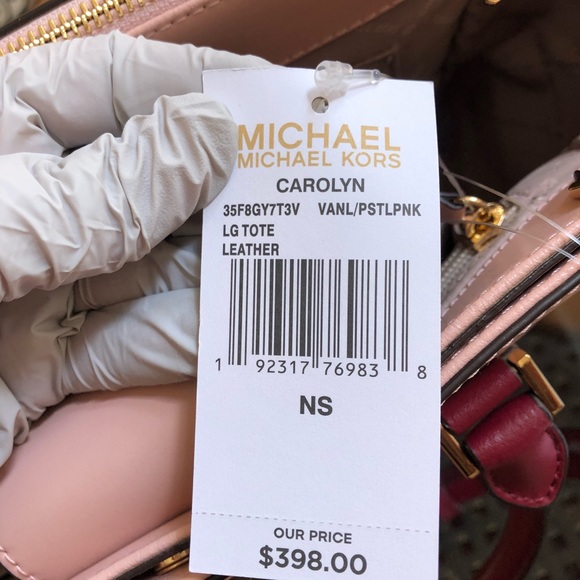 MICHAEL
MICHAEL KORS
CAROLYN
35F8GY7T3V VANL/PSTLPNK
LG TOTE
LEATHER
1 92317 76983 8
NS
OUR PRICE
$398.00